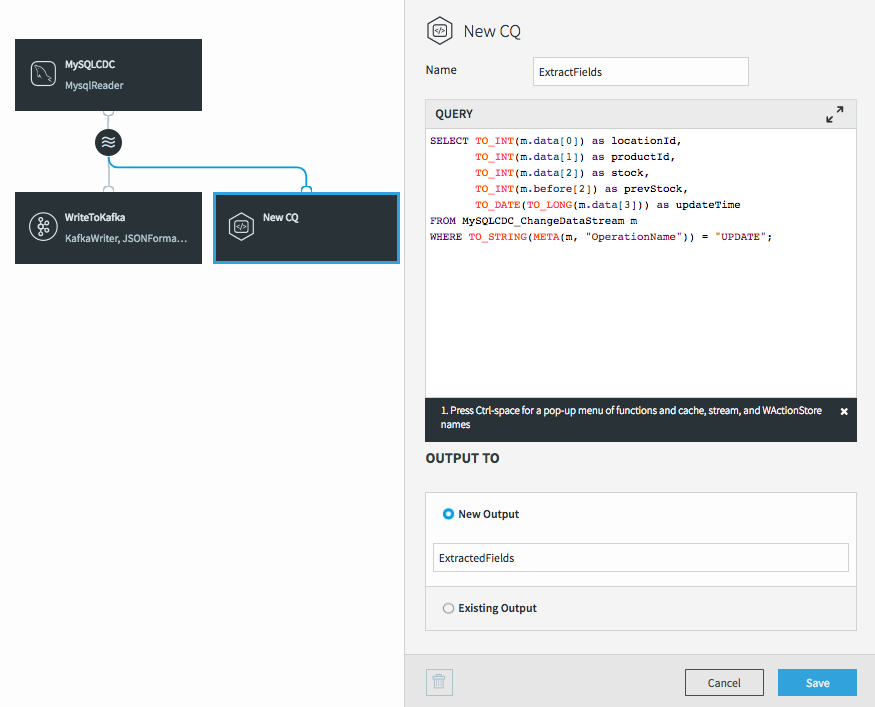 MySQLCDC
MysqlReader
WriteToKafka
KafkaWriter, JSONForma...
New CQ
New CQ
Name
ExtractFields
QUERY
SELECT TO_INT(m.data[0]) as locationId,
TO_INT(m.data[1]) as productId,
TO_INT(m.data[2]) as stock,
TO_INT(m.before[2]) as prevStock,
TO_DATE(TO_LONG(m.data[3])) as updateTime
FROM MySQLCDC_ChangeDataStream m
WHERE TO_STRING(META(m, "OperationName")) = "UPDATE";
1. Press Ctrl-space for a pop-up menu of functions and cache, stream, and WActionStore
names
OUTPUT TO
New Output
ExtractedFields
Existing Output
Cancel
Save